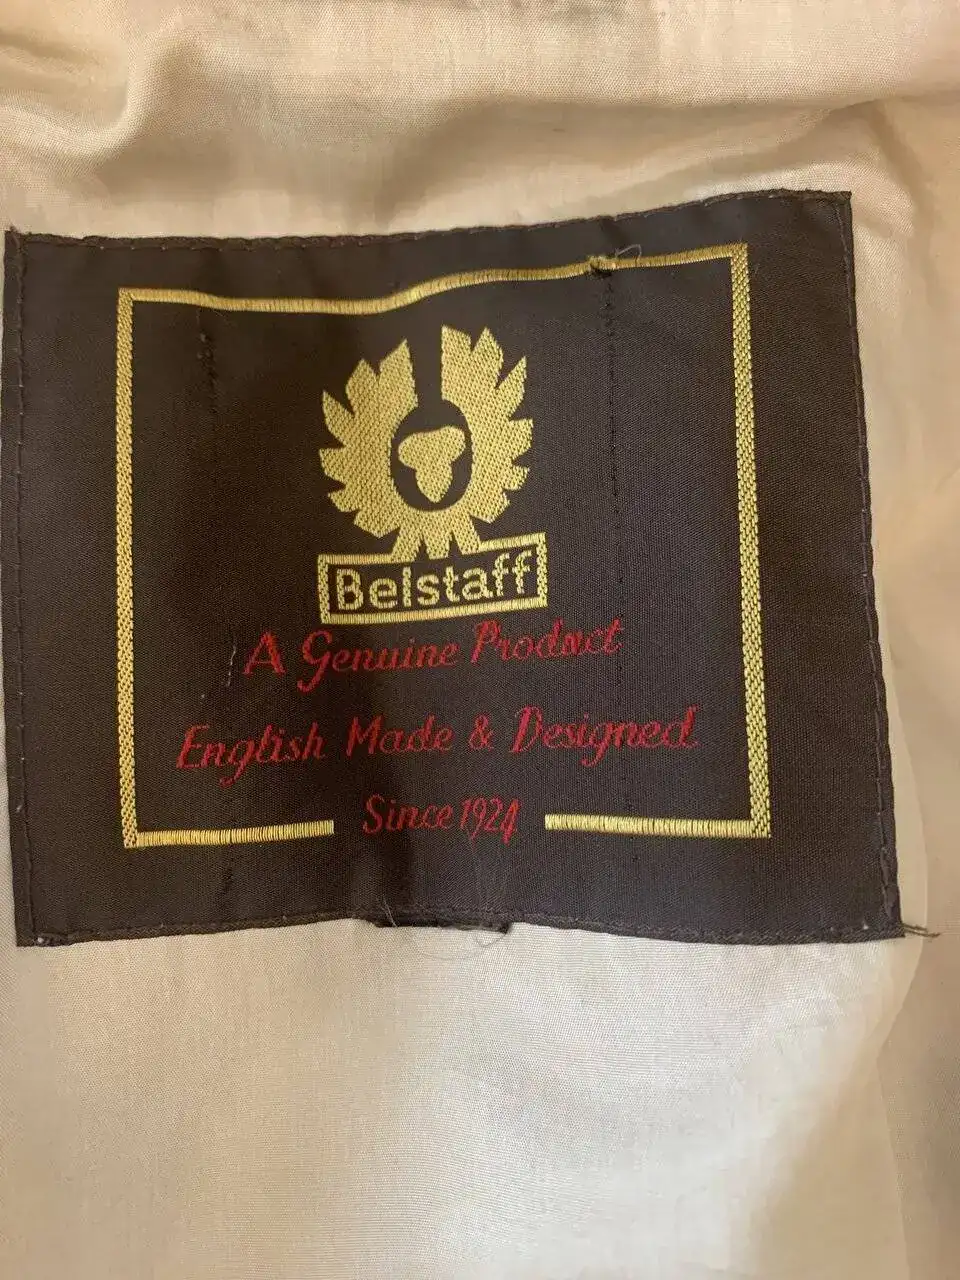 Belstaff
A Genuine Product
English Made & Designed
Since 1924